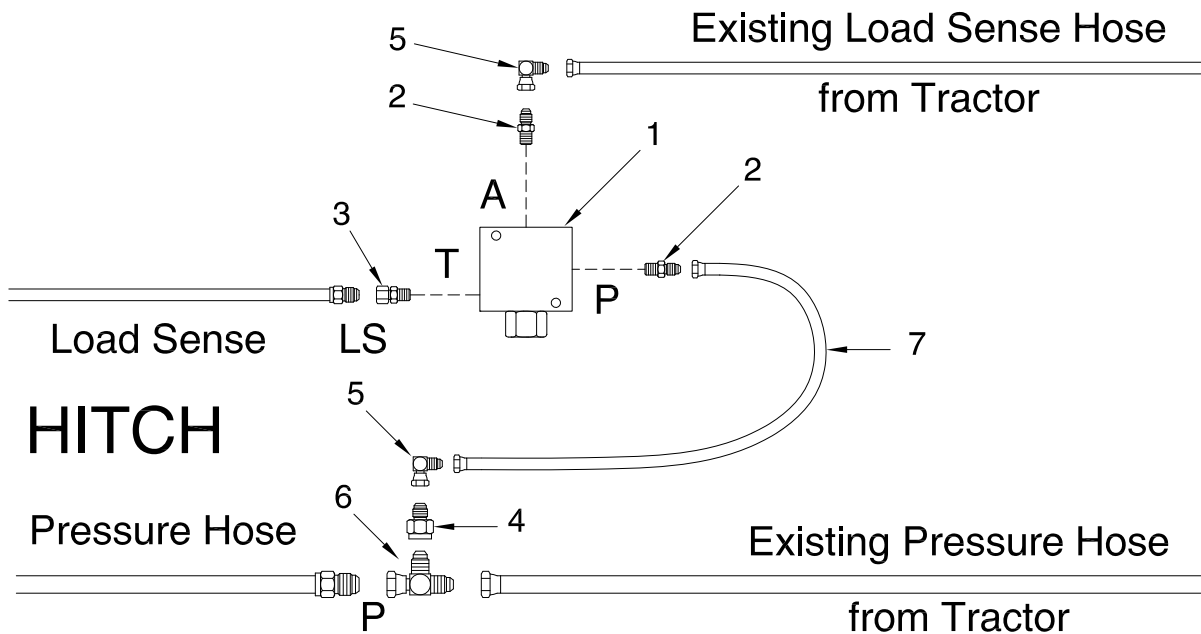 5
Existing Load Sense Hose
from Tractor
2
1
2
A
3
T
P
Load Sense
LS
7
5
HITCH
6
4
Pressure Hose
Existing Pressure Hose
P
from Tractor